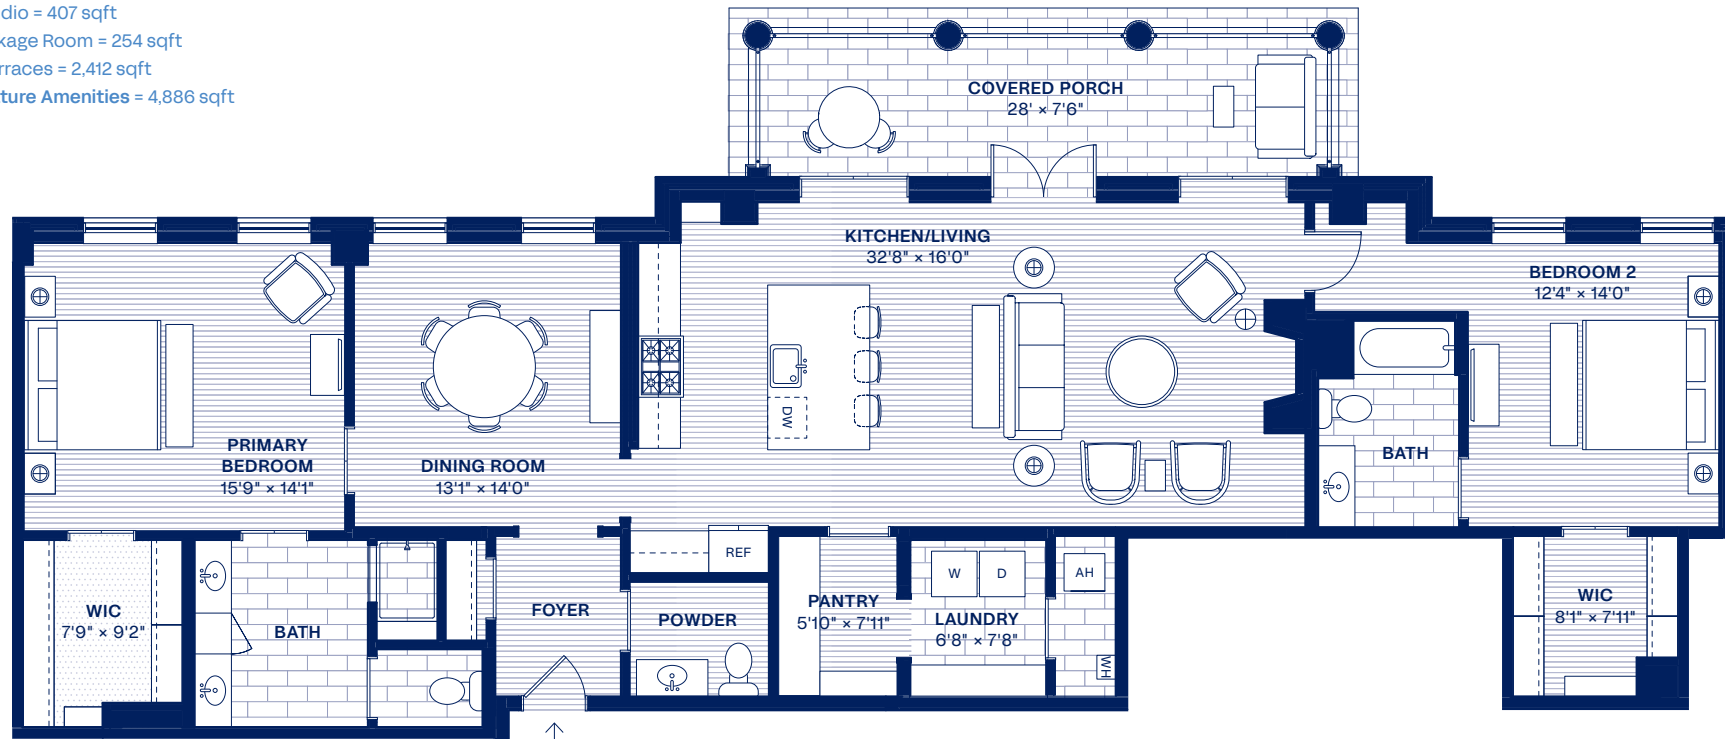 dio = 407 sqft
kage Room = 254 sqft
rraces = 2,412 sqft
ture Amenities = 4,886 sqft
COVERED PORCH
28' × 7'6"
KITCHEN/LIVING
32'8" × 16'0"
BEDROOM 2
12'4" × 14'0"
DW
PRIMARY
BEDROOM
15'9" × 14'1"
DINING ROOM
13'1" × 14'0"
BATH
REF
W
D
AH
WIC
7'9" × 9'2"
BATH
FOYER
POWDER
PANTRY
5'10" × 7'11"
LAUNDRY
6'8" × 7'8"
WH
WIC
8'1" × 7'11"